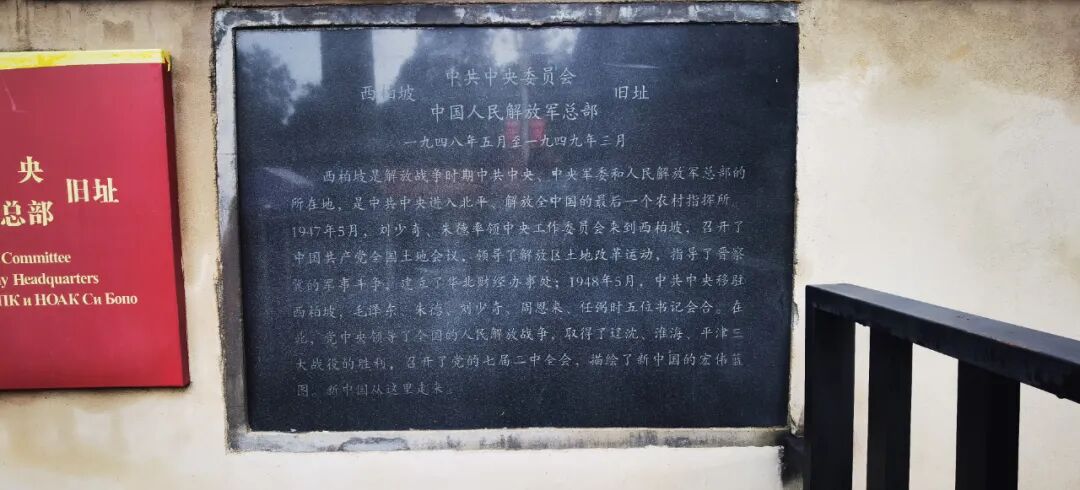 央
旧址
总部
Committee
y Headquarters
ПК и НОАК Си Бопо
中共中央委员会
西柏坡 旧址
中国人民解放军总部
一九四八年五月至一九四九年三月
西柏坡是解放战争时期中共中央、中央军委和人民解放军总部的
所在地，是中共中央进入北平、解放全中国的最后一个农村指挥所。
1947年5月，刘少奇、朱德率领中央工作委员会来到西柏坡，召开了
中国共产党全国土地会议，领导了解放区土地改革运动，指导了晋察
冀的军事斗争，建立了华北财经办事处；1948年5月，中共中央移驻
西柏坡，毛泽东、朱德、刘少奇、周恩来、任弼时五位书记会合。在
此，党中央领导了全国的人民解放战争，取得了辽沈、淮海、平津三
大战役的胜利，召开了党的七届二中全会，描绘了新中国的宏伟蓝
图。新中国从这里走来。